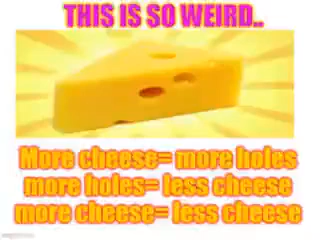 THIS IS SO WEIRD..
More cheese= more holes
more holes= less cheese
more cheese= less cheese